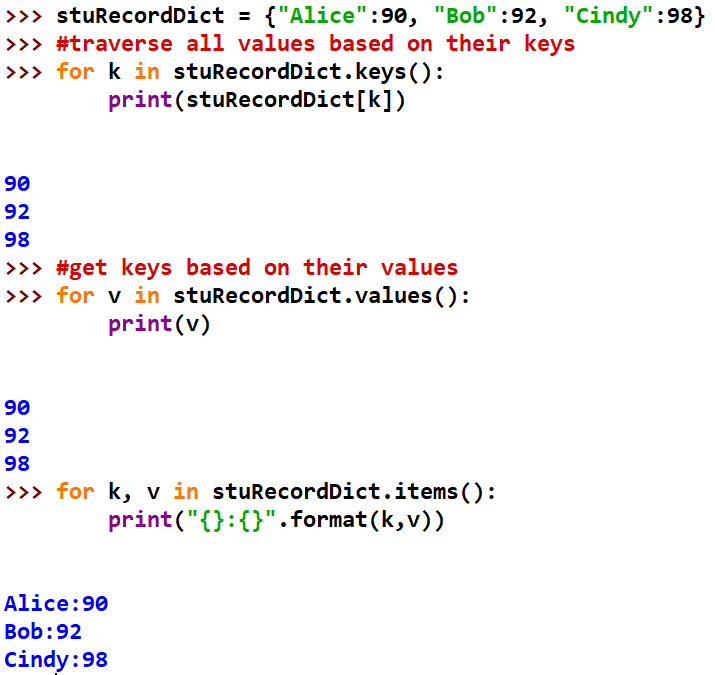 >>> stuRecordDict = {"Alice":90, "Bob":92, "Cindy":98}
>>> #traverse all values based on their keys
>>> for k in stuRecordDict.keys():
        print(stuRecordDict[k])
90
92
98
>>> #get keys based on their values
>>> for v in stuRecordDict.values():
        print(v)
90
92
98
>>> for k, v in stuRecordDict.items():
        print("{}:{}".format(k,v))
Alice:90
Bob:92
Cindy:98